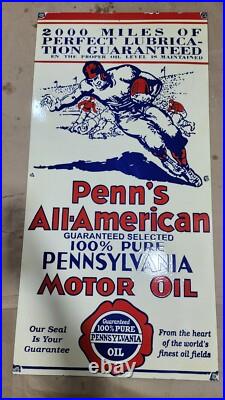 2000 MILES OF
PERFECT LUBRICA-
TION GUARANTEED
EN THE PROPER OIL LEVEL IS MAINTAINED
Penn's
All-American
GUARANTEED SELECTED
100% PURE
PENNSYLVANIA
MOTOR OIL
Our Seal
Is Your
Guarantee
Guaranteed
100% PURE
PENNSYLVANIA
OIL
From the heart
of the world's
finest oil fields